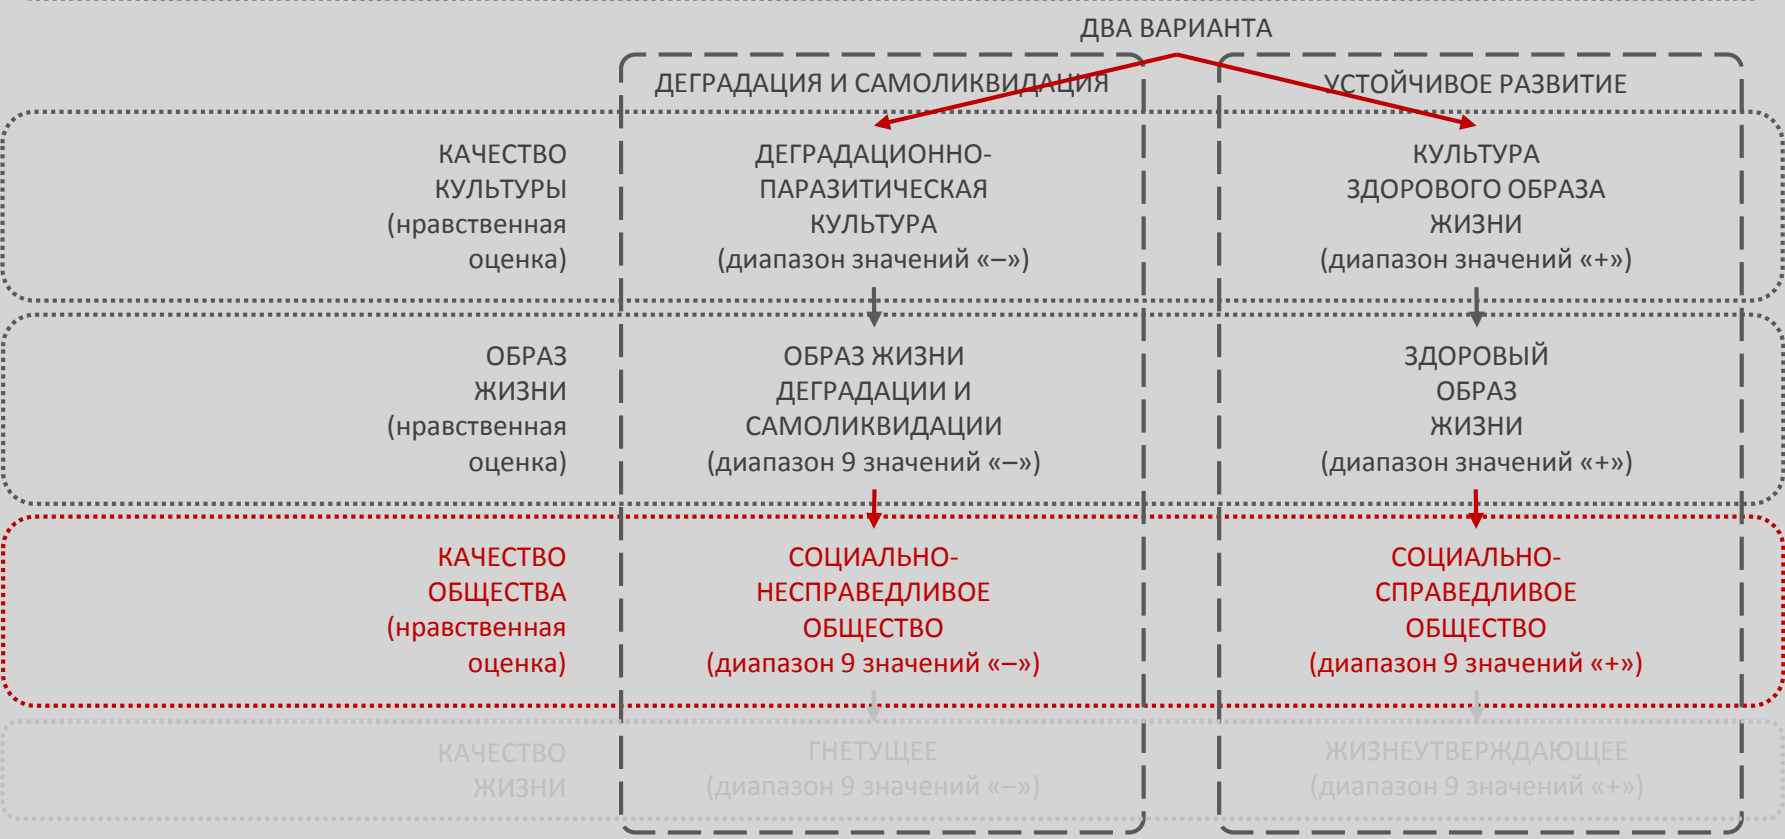 ДВА ВАРИАНТА
ДЕГРАДАЦИЯ И САМОЛИКВИДАЦИЯ
УСТОЙЧИВОЕ РАЗВИТИЕ
КАЧЕСТВО
КУЛЬТУРЫ
(нравственная
оценка)
ДЕГРАДАЦИОННО-
ПАРАЗИТИЧЕСКАЯ
КУЛЬТУРА
(диапазон значений «–»)
КУЛЬТУРА
ЗДОРОВОГО ОБРАЗА
ЖИЗНИ
(диапазон значений «+»)
ОБРАЗ
ЖИЗНИ
(нравственная
оценка)
ОБРАЗ ЖИЗНИ
ДЕГРАДАЦИИ И
САМОЛИКВИДАЦИИ
(диапазон 9 значений «–»)
ЗДОРОВЫЙ
ОБРАЗ
ЖИЗНИ
(диапазон значений «+»)
КАЧЕСТВО
ОБЩЕСТВА
(нравственная
оценка)
СОЦИАЛЬНО-
НЕСПРАВЕДЛИВОЕ
ОБЩЕСТВО
(диапазон 9 значений «–»)
СОЦИАЛЬНО-
СПРАВЕДЛИВОЕ
ОБЩЕСТВО
(диапазон 9 значений «+»)
КАЧЕСТВО
ЖИЗНИ
ГНЕТУЩЕЕ
(диапазон 9 значений «–»)
ЖИЗНЕУТВЕРЖДАЮЩЕЕ
(диапазон 9 значений «+»)